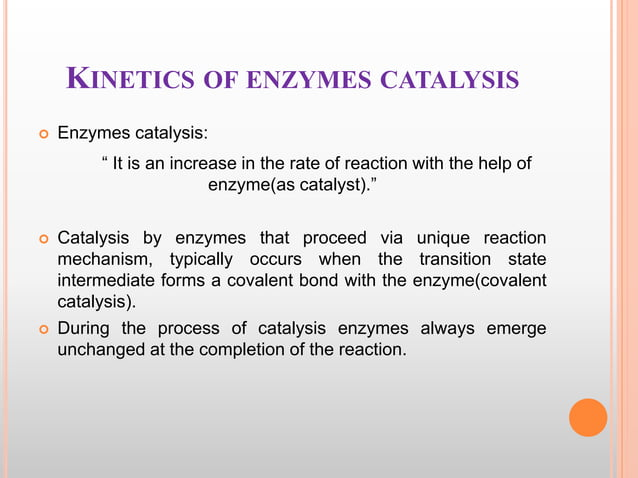 KINETICS OF ENZYMES CATALYSIS
Enzymes catalysis:
“ It is an increase in the rate of reaction with the help of
enzyme(as catalyst).”
Catalysis by enzymes that proceed via unique reaction
mechanism, typically occurs when the transition state
intermediate forms a covalent bond with the enzyme(covalent
catalysis).
During the process of catalysis enzymes always emerge
unchanged at the completion of the reaction.